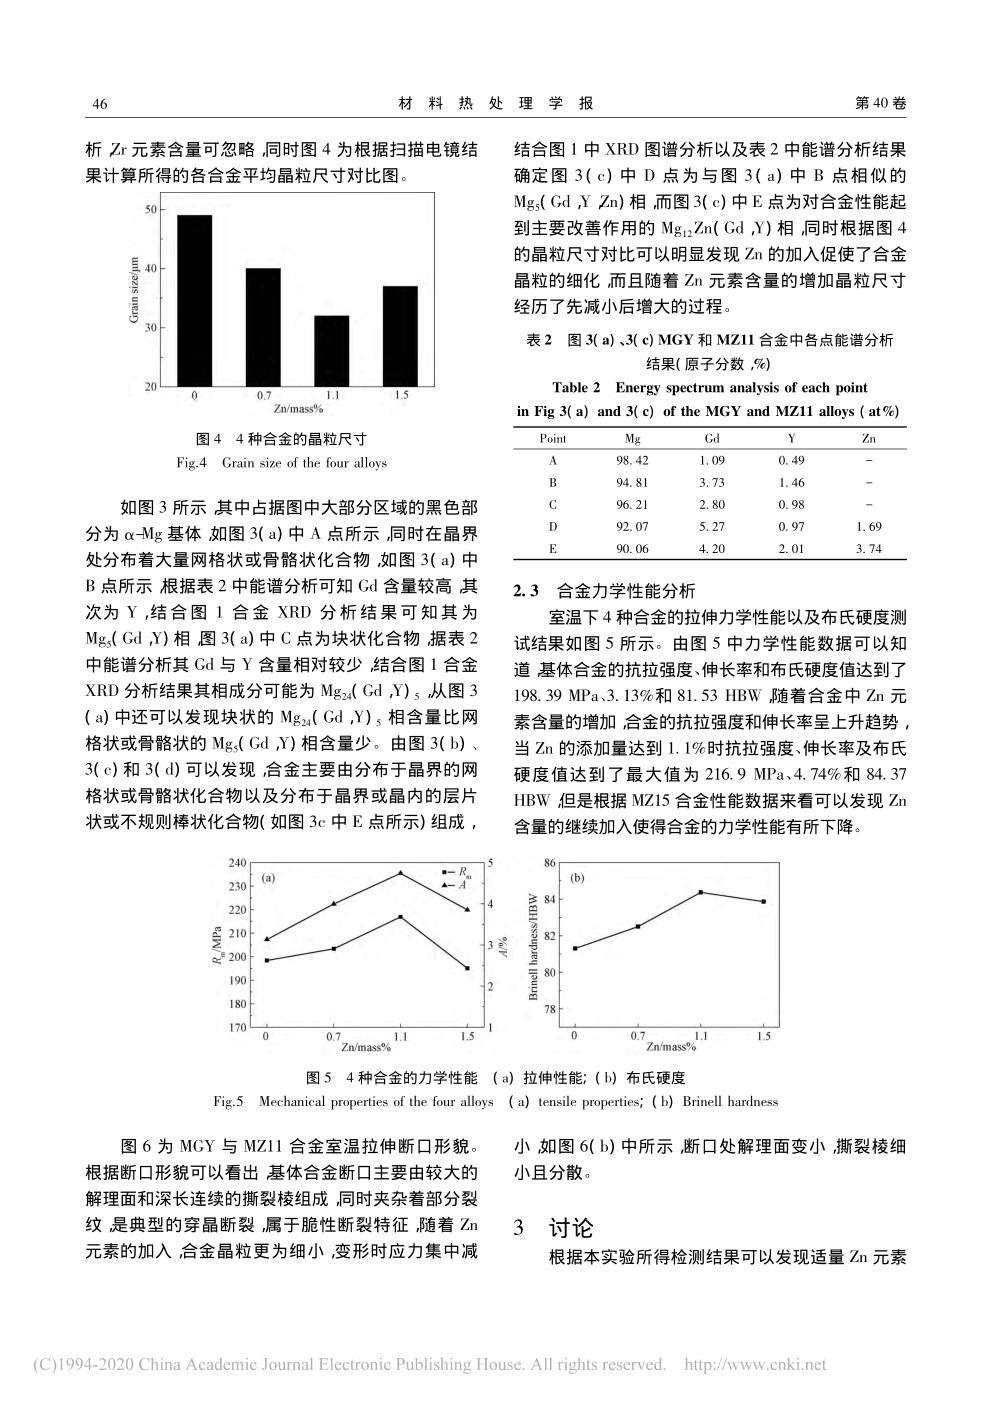 46
材 料 热 处 理 学 报
第 40 卷
析,Zr 元素含量可忽略,同时图 4 为根据扫描电镜结
果计算所得的各合金平均晶粒尺寸对比图。
50
40
30
20
Grain size/μm
0 0.7 1.1 1.5
Zn/mass%
图 4 4 种合金的晶粒尺寸
Fig.4 Grain size of the four alloys
如图 3 所示,其中占据图中大部分区域的黑色部
分为 α-Mg 基体,如图 3(a)中 A 点所示,同时在晶界
处分布着大量网格状或骨骼状化合物,如图 3(a)中
B 点所示,根据表 2 中能谱分析可知 Gd 含量较高,其
次为 Y,结合图 1 合金 XRD 分析结果可知其为
Mg5(Gd,Y)相,图 3(a)中 C 点为块状化合物,据表 2
中能谱分析其 Gd 与 Y 含量相对较少,结合图 1 合金
XRD 分析结果其相成分可能为 Mg24(Gd,Y)5,从图 3
(a)中还可以发现块状的 Mg24(Gd,Y)5 相含量比网
格状或骨骼状的 Mg5(Gd,Y)相含量少。由图 3(b)、
3(c)和 3(d)可以发现,合金主要由分布于晶界的网
格状或骨骼状化合物以及分布于晶界或晶内的层片
状或不规则棒状化合物(如图 3c 中 E 点所示)组成,
结合图 1 中 XRD 图谱分析以及表 2 中能谱分析结果
确定图 3(c)中 D 点为与图 3(a)中 B 点相似的
Mg5(Gd,Y,Zn)相,而图 3(c)中 E 点为对合金性能起
到主要改善作用的 Mg12Zn(Gd,Y)相,同时根据图 4
的晶粒尺寸对比可以明显发现 Zn 的加入促使了合金
晶粒的细化,而且随着 Zn 元素含量的增加晶粒尺寸
经历了先减小后增大的过程。
表 2 图 3(a)、3(c)MGY 和 MZ11 合金中各点能谱分析
结果(原子分数,%)
Table 2 Energy spectrum analysis of each point
in Fig 3(a) and 3(c) of the MGY and MZ11 alloys (at%)
Point Mg Gd Y Zn
A 98.42 1.09 0.49 –
B 94.81 3.73 1.46 –
C 96.21 2.80 0.98 –
D 92.07 5.27 0.97 1.69
E 90.06 4.20 2.01 3.74
2.3 合金力学性能分析
室温下 4 种合金的拉伸力学性能以及布氏硬度测
试结果如图 5 所示。由图 5 中力学性能数据可以知
道,基体合金的抗拉强度、伸长率和布氏硬度值达到了
198.39 MPa、3.13%和 81.53 HBW,随着合金中 Zn 元
素含量的增加,合金的抗拉强度和伸长率呈上升趋势,
当 Zn 的添加量达到 1.1%时抗拉强度、伸长率及布氏
硬度值达到了最大值为 216.9 MPa、4.74%和 84.37
HBW,但是根据 MZ15 合金性能数据来看可以发现 Zn
含量的继续加入使得合金的力学性能有所下降。
240
230
220
210
200
190
180
170
Rm/MPa
(a)
Rm
A
5
4
3
2
1
A/%
0 0.7 1.1 1.5
Zn/mass%
86
84
82
80
78
Brinell hardness/HBW
(b)
0 0.7 1.1 1.5
Zn/mass%
图 5 4 种合金的力学性能 (a)拉伸性能;(b)布氏硬度
Fig.5 Mechanical properties of the four alloys (a) tensile properties; (b) Brinell hardness
图 6 为 MGY 与 MZ11 合金室温拉伸断口形貌。
根据断口形貌可以看出,基体合金断口主要由较大的
解理面和深长连续的撕裂棱组成,同时夹杂着部分裂
纹,是典型的穿晶断裂,属于脆性断裂特征,随着 Zn
元素的加入,合金晶粒更为细小,变形时应力集中减
小,如图 6(b)中所示,断口处解理面变小,撕裂棱细
小且分散。
3 讨论
根据本实验所得检测结果可以发现适量 Zn 元素
(C)1994-2020 China Academic Journal Electronic Publishing House. All rights reserved. http://www.cnki.net